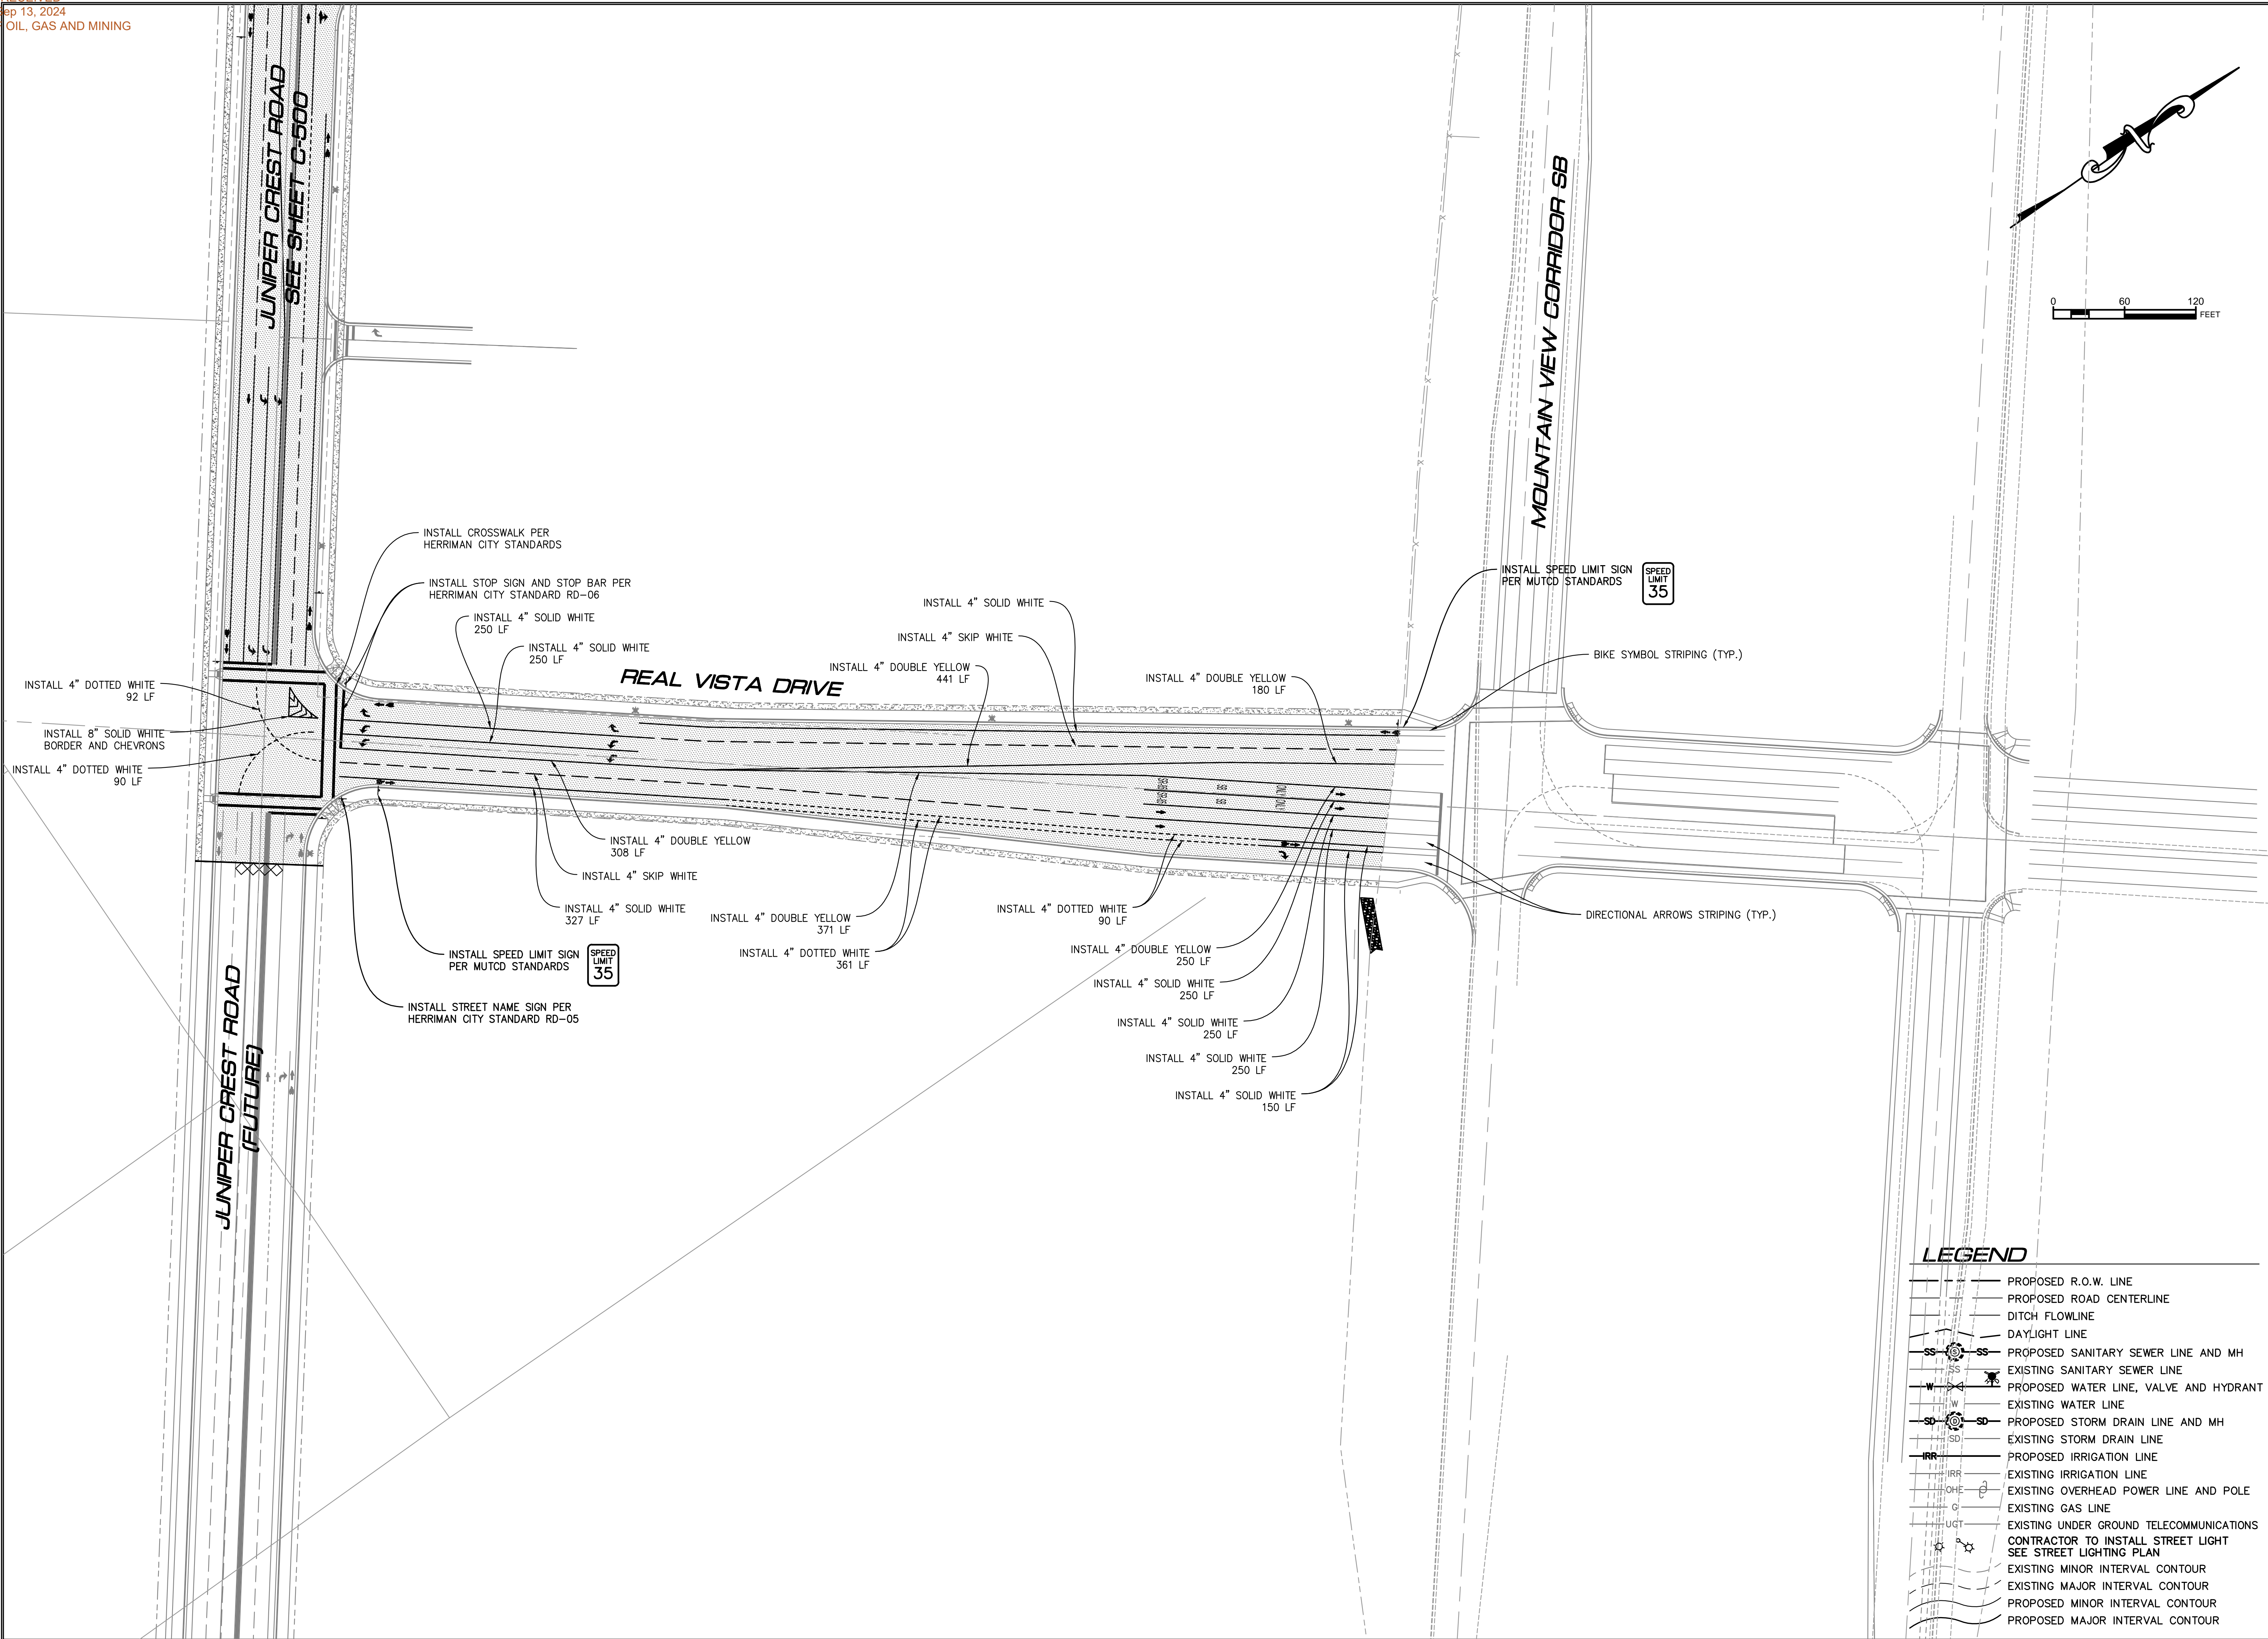 ep 13, 2024
OIL, GAS AND MINING
JUNIPER CREST ROAD
SEE SHEET C-500
MOUNTAIN VIEW CORRIDOR SB
0 60 120
FEET
INSTALL CROSSWALK PER
HERRIMAN CITY STANDARDS
INSTALL STOP SIGN AND STOP BAR PER
HERRIMAN CITY STANDARD RD-06
INSTALL 4" SOLID WHITE
250 LF
INSTALL 4" SOLID WHITE
250 LF
REAL VISTA DRIVE
INSTALL 4" SOLID WHITE
INSTALL 4" SKIP WHITE
INSTALL 4" DOUBLE YELLOW
441 LF
INSTALL 4" DOUBLE YELLOW
180 LF
INSTALL SPEED LIMIT SIGN
PER MUTCD STANDARDS
SPEED
LIMIT
35
BIKE SYMBOL STRIPING (TYP.)
INSTALL 4" DOTTED WHITE
92 LF
INSTALL 8" SOLID WHITE
BORDER AND CHEVRONS
INSTALL 4" DOTTED WHITE
90 LF
INSTALL 4" DOUBLE YELLOW
308 LF
INSTALL 4" SKIP WHITE
INSTALL 4" SOLID WHITE
327 LF
INSTALL SPEED LIMIT SIGN
PER MUTCD STANDARDS
SPEED
LIMIT
35
INSTALL STREET NAME SIGN PER
HERRIMAN CITY STANDARD RD-05
INSTALL 4" DOUBLE YELLOW
371 LF
INSTALL 4" DOTTED WHITE
361 LF
INSTALL 4" DOTTED WHITE
90 LF
INSTALL 4" DOUBLE YELLOW
250 LF
INSTALL 4" SOLID WHITE
250 LF
INSTALL 4" SOLID WHITE
250 LF
INSTALL 4" SOLID WHITE
250 LF
INSTALL 4" SOLID WHITE
150 LF
DIRECTIONAL ARROWS STRIPING (TYP.)
JUNIPER CREST ROAD
(FUTURE)
LEGEND
PROPOSED R.O.W. LINE
PROPOSED ROAD CENTERLINE
DITCH FLOWLINE
DAYLIGHT LINE
SS S SS PROPOSED SANITARY SEWER LINE AND MH
SS EXISTING SANITARY SEWER LINE
W PROPOSED WATER LINE, VALVE AND HYDRANT
W EXISTING WATER LINE
SD D SD PROPOSED STORM DRAIN LINE AND MH
SD EXISTING STORM DRAIN LINE
IRR PROPOSED IRRIGATION LINE
IRR EXISTING IRRIGATION LINE
OHE EXISTING OVERHEAD POWER LINE AND POLE
G EXISTING GAS LINE
UGT EXISTING UNDER GROUND TELECOMMUNICATIONS
CONTRACTOR TO INSTALL STREET LIGHT
SEE STREET LIGHTING PLAN
EXISTING MINOR INTERVAL CONTOUR
EXISTING MAJOR INTERVAL CONTOUR
PROPOSED MINOR INTERVAL CONTOUR
PROPOSED MAJOR INTERVAL CONTOUR